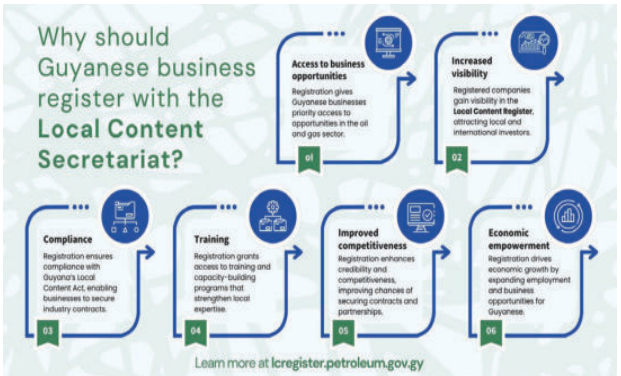 Why should
Guyanese business
register with the
Local Content
Secretariat?
Access to business
opportunities
Registration gives
Guyanese businesses
priority access to
opportunities in the oil
and gas sector.
01
Increased
visibility
Registered companies
gain visibility in the
Local Content Register,
attracting local and
international investors.
02
Compliance
Registration ensures
compliance with
Guyana's Local
Content Act, enabling
businesses to secure
industry contracts.
03
Training
Registration grants
access to training and
capacity-building
programs that
strengthen local
expertise.
04
Improved
competitiveness
Registration enhances
credibility and
competitiveness,
improving chances of
securing contracts and
partnerships.
05
Economic
empowerment
Registration drives
economic growth by
expanding employment
and business
opportunities for
Guyanese.
06
Learn more at lcregister.petroleum.gov.gy